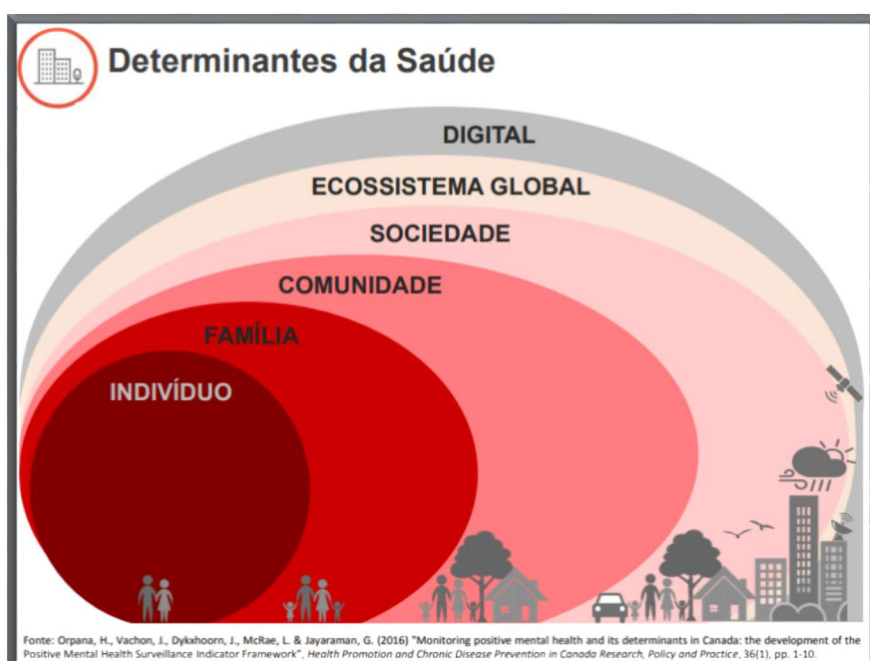 Determinantes da Saúde
DIGITAL
ECOSSISTEMA GLOBAL
SOCIEDADE
COMUNIDADE
FAMÍLIA
INDIVÍDUO
Fonte: Orpana, H., Vachon, J., Dykxhoorn, J., McRae, L. & Jayaraman, G. (2016) "Monitoring positive mental health and its determinants in Canada: the development of the
Positive Mental Health Surveillance Indicator Framework", Health Promotion and Chronic Disease Prevention in Canada Research, Policy and Practice, 36(1), pp. 1-10.